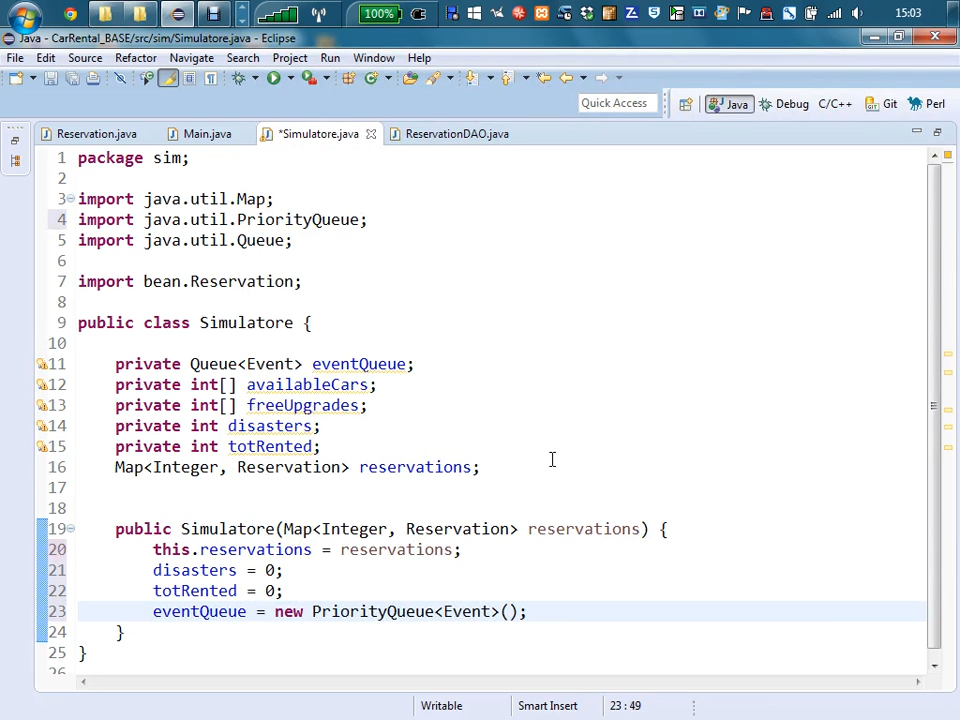 100%
15:03
Java - CarRental_BASE/src/sim/Simulatore.java - Eclipse
File Edit Source Refactor Navigate Search Project Run Window Help
Quick Access
Java Debug C/C++ Git Perl
Reservation.java Main.java *Simulatore.java ReservationDAO.java
1 package sim;
2
3 import java.util.Map;
4 import java.util.PriorityQueue;
5 import java.util.Queue;
6
7 import bean.Reservation;
8
9 public class Simulatore {
10
11 private Queue<Event> eventQueue;
12 private int[] availableCars;
13 private int[] freeUpgrades;
14 private int disasters;
15 private int totRented;
16 Map<Integer, Reservation> reservations;
17
18
19 public Simulatore(Map<Integer, Reservation> reservations) {
20 this.reservations = reservations;
21 disasters = 0;
22 totRented = 0;
23 eventQueue = new PriorityQueue<Event>();
24 }
25 }
26
Writable Smart Insert 23 : 49